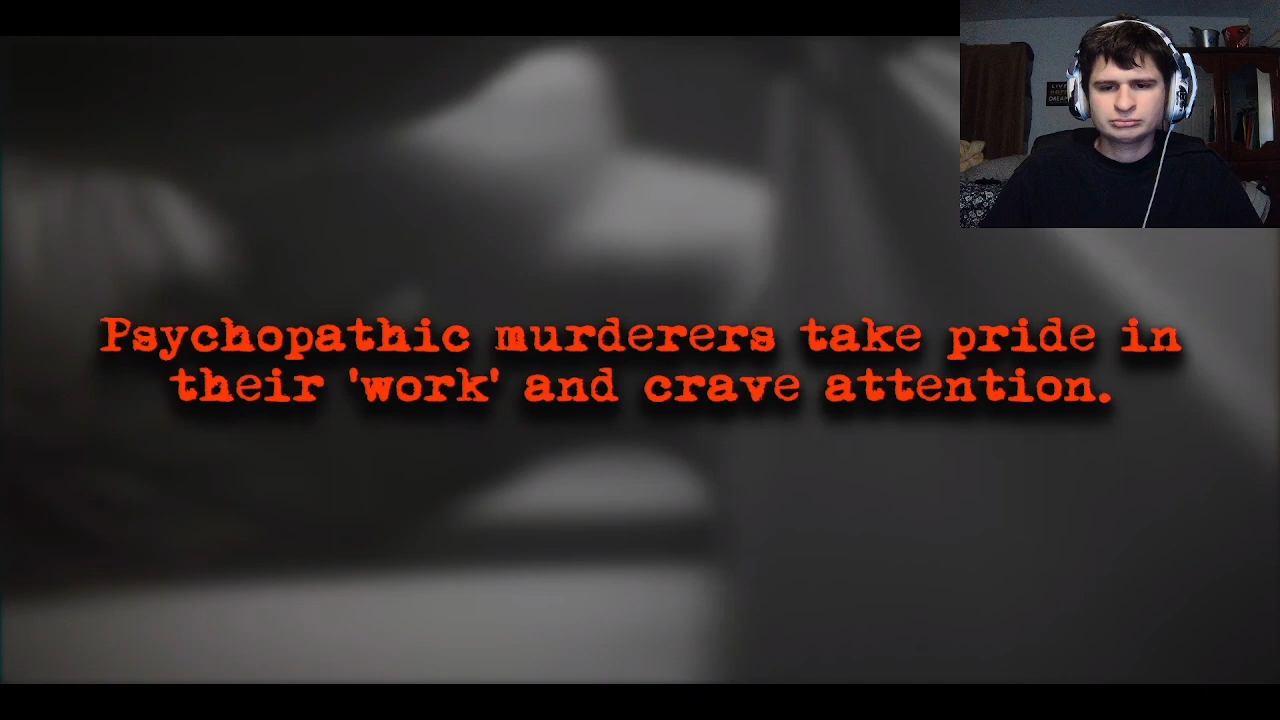 Psychopathic murderers take pride in
their 'work' and crave attention.